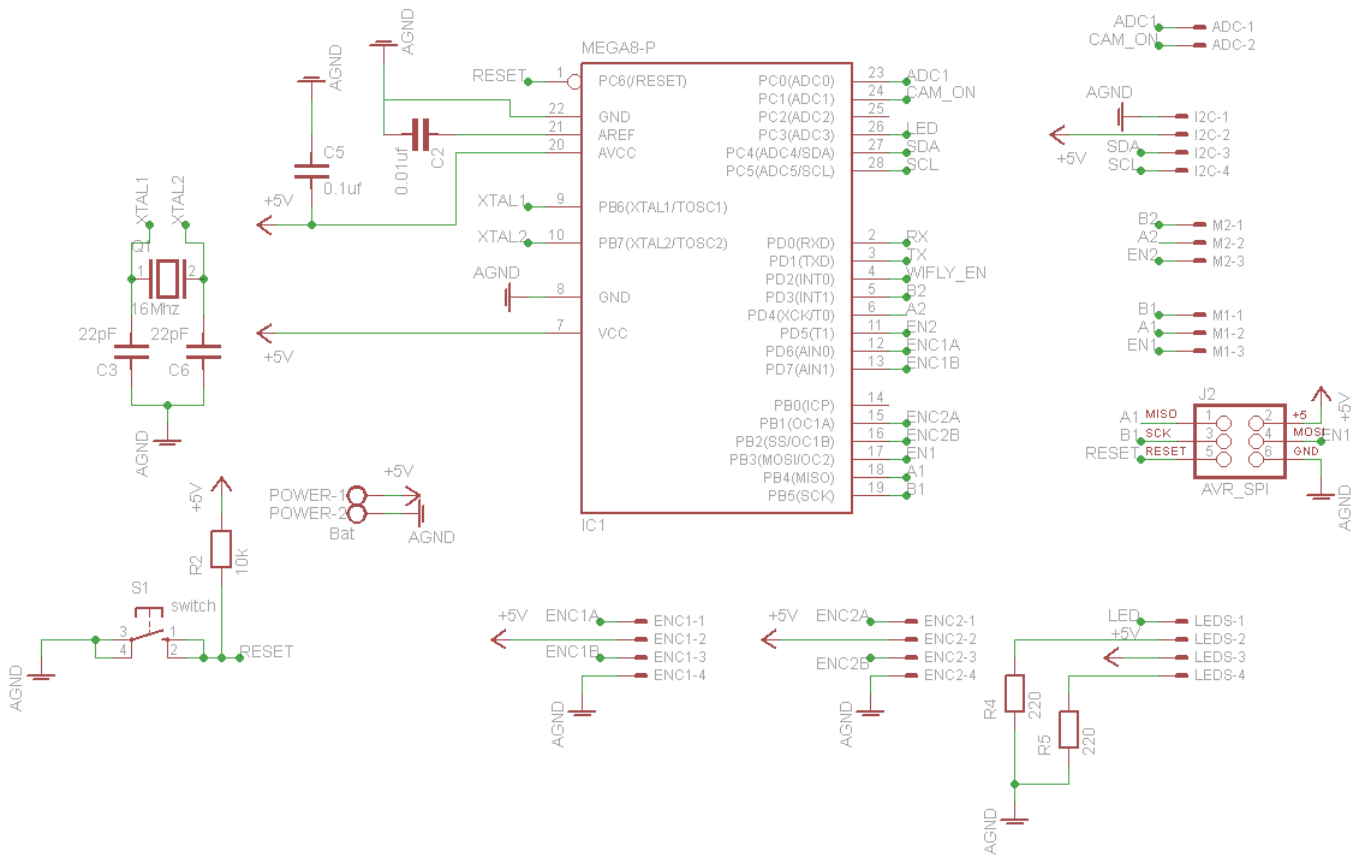 AGND
AGND
MEGA8-P
RESET
1
PC6(/RESET)
22
GND
21
AREF
20
AVCC
9
PB6(XTAL1/TOSC1)
10
PB7(XTAL2/TOSC2)
8
GND
7
VCC
PC0(ADC0)
23
ADC1
PC1(ADC1)
24
CAM_ON
PC2(ADC2)
25
PC3(ADC3)
26
LED
PC4(ADC4/SDA)
27
SDA
PC5(ADC5/SCL)
28
SCL
PD0(RXD)
2
RX
PD1(TXD)
3
TX
PD2(INT0)
4
WIFLY_EN
PD3(INT1)
5
B2
PD4(XCK/T0)
6
A2
PD5(T1)
11
EN2
PD6(AIN0)
12
ENC1A
PD7(AIN1)
13
ENC1B
PB0(ICP)
14
PB1(OC1A)
15
ENC2A
PB2(SS/OC1B)
16
ENC2B
PB3(MOSI/OC2)
17
EN1
PB4(MISO)
18
A1
PB5(SCK)
19
B1
IC1
C5
0.1uf
0.01uf
C2
+5V
XTAL1
XTAL2
AGND
+5V
XTAL1
XTAL2
Q1
1
2
16Mhz
22pF
22pF
C3
C6
AGND
ADC1
ADC-1
CAM_ON
ADC-2
AGND
I2C-1
+5V
I2C-2
SDA
I2C-3
SCL
I2C-4
B2
M2-1
A2
M2-2
EN2
M2-3
B1
M1-1
A1
M1-2
EN1
M1-3
J2
A1
MISO
1
2
+5
+5V
B1
SCK
3
4
MOSI
EN1
RESET
RESET
5
6
GND
AVR_SPI
AGND
+5V
R2
10k
POWER-1
+5V
POWER-2
Bat
AGND
S1
switch
3
1
4
2
RESET
AGND
+5V
ENC1A
ENC1-1
ENC1-2
ENC1B
ENC1-3
ENC1-4
AGND
+5V
ENC2A
ENC2-1
ENC2-2
ENC2B
ENC2-3
ENC2-4
AGND
LED
LEDS-1
LEDS-2
+5V
LEDS-3
LEDS-4
R4
220
R5
220
AGND